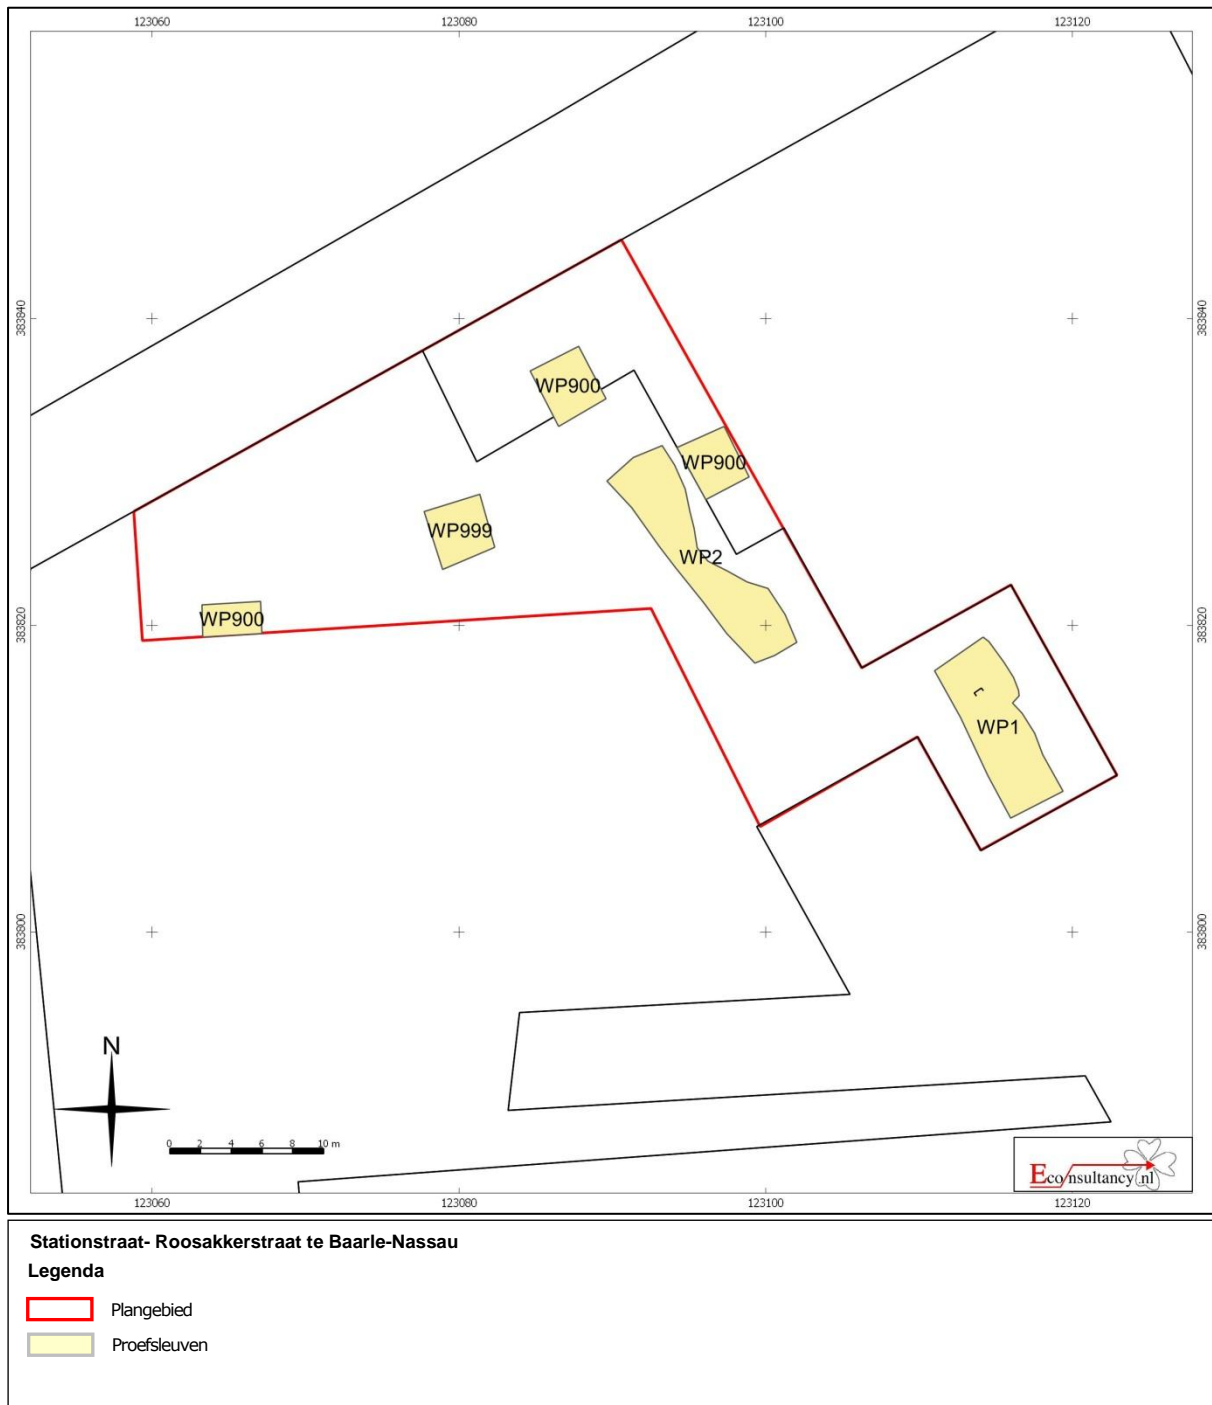 123060 123080 123100 123120
383840 383840
WP900
WP900
WP999
WP2
WP900
383820 383820
WP1
383800 383800
N
0 2 4 6 8 10 m
Econsultancy.nl
123060 123080 123100 123120
Stationstraat- Roosakkerstraat te Baarle-Nassau
Legenda
Plangebied
Proefsleuven